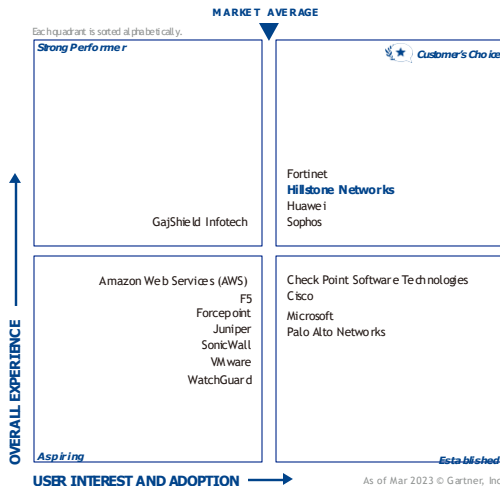 MARKET AVERAGE
Each quadrant is sorted alphabetically.
Strong Performer
Customer's Choice
Fortinet
Hillstone Networks
Huawei
Sophos
GajShield Infotech
Amazon Web Services (AWS)
F5
Forcepoint
Juniper
SonicWall
VMware
WatchGuard
Check Point Software Technologies
Cisco
Microsoft
Palo Alto Networks
OVERALL EXPERIENCE
Aspiring
Established
USER INTEREST AND ADOPTION
As of Mar 2023 © Gartner, Inc